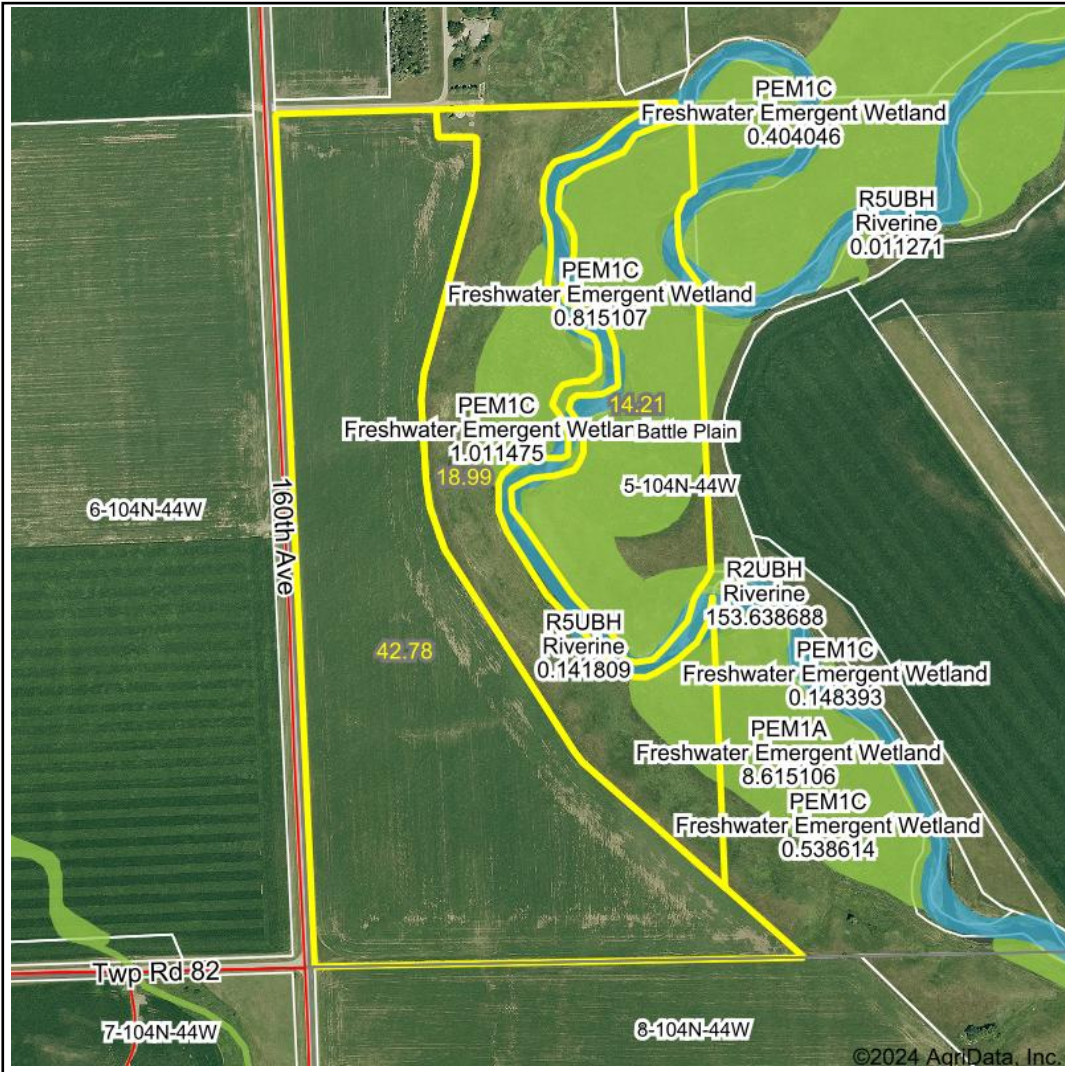 PEM1C
Freshwater Emergent Wetland
0.404046
R5UBH
Riverine
0.011271
PEM1C
Freshwater Emergent Wetland
0.815107
14.21
PEM1C
Freshwater Emergent Wetlan
1.011475
Battle Plain
18.99
5-104N-44W
6-104N-44W
160th Ave
R2UBH
Riverine
153.638688
R5UBH
Riverine
0.141809
42.78
PEM1C
Freshwater Emergent Wetland
0.148393
PEM1A
Freshwater Emergent Wetland
8.615106
PEM1C
Freshwater Emergent Wetland
0.538614
Twp Rd 82
7-104N-44W
8-104N-44W
©2024 AgriData, Inc.